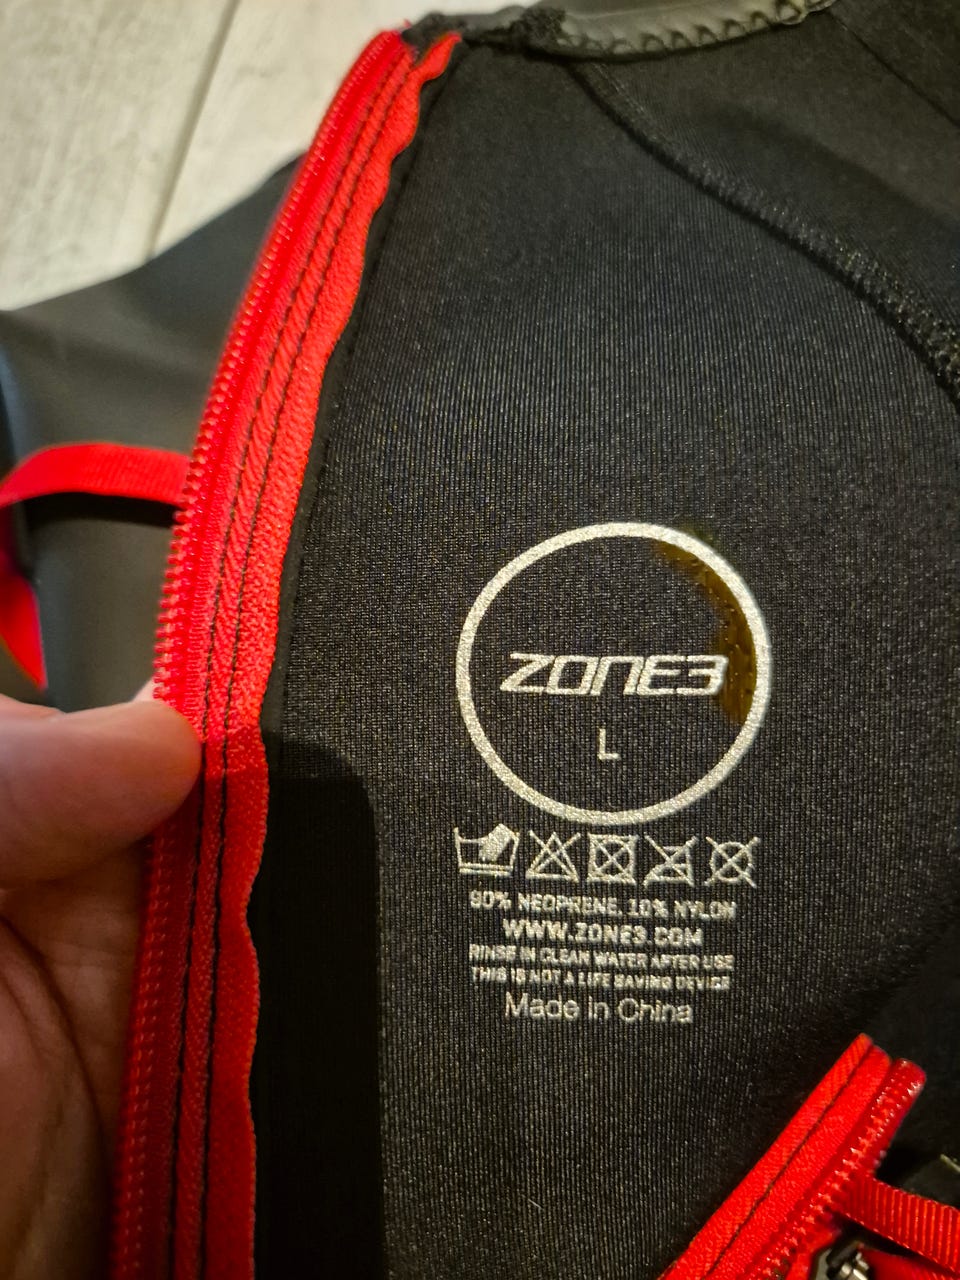 ZONE3
L
90% NEOPRENE, 10% NYLON
WWW.ZONE3.COM
RINSE IN CLEAN WATER AFTER USE
THIS IS NOT A LIFE SAVING DEVICE
Made in China